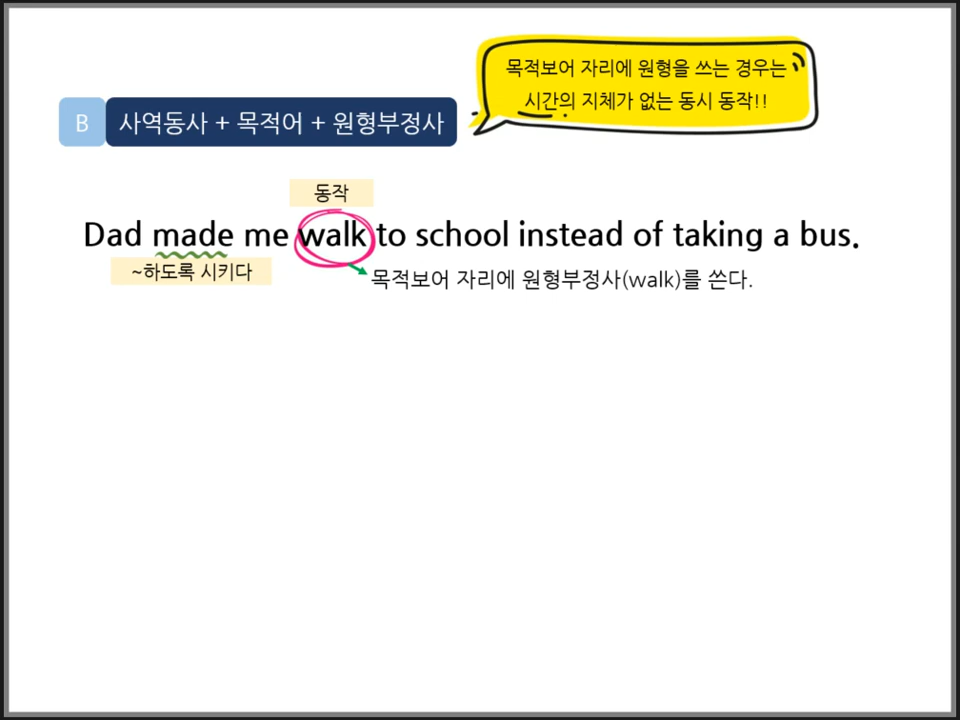 목적보어 자리에 원형을 쓰는 경우는
시간의 지체가 없는 동시 동작!!
B 사역동사 + 목적어 + 원형부정사
동작
Dad made me walk to school instead of taking a bus.
~하도록 시키다
목적보어 자리에 원형부정사(walk)를 쓴다.